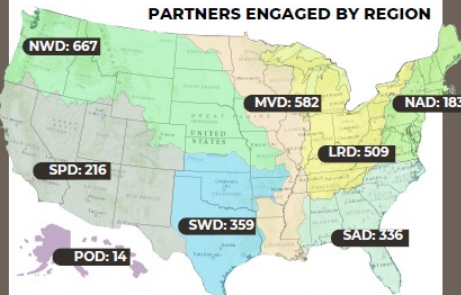 PARTNERS ENGAGED BY REGION
NWD: 667
MVD: 582
NAD: 183
LRD: 509
SPD: 216
UNITED
STATES
SWD: 359
SAD: 336
POD: 14